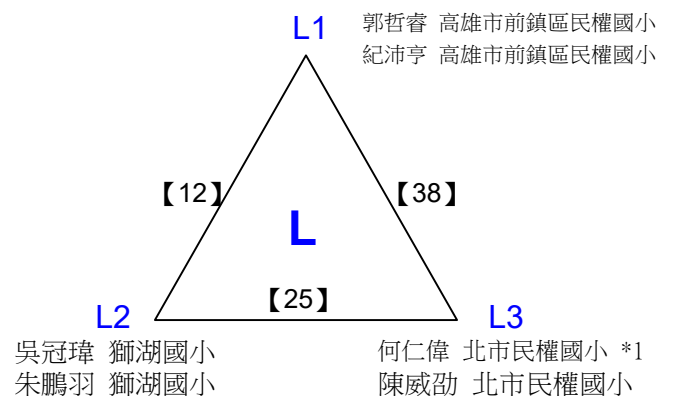 L1
郭哲睿 高雄市前鎮區民權國小
紀沛亨 高雄市前鎮區民權國小
【12】
【38】
L
【25】
L2
L3
吳冠瑋 獅湖國小
朱鵬羽 獅湖國小
何仁偉 北市民權國小 *1
陳威劭 北市民權國小